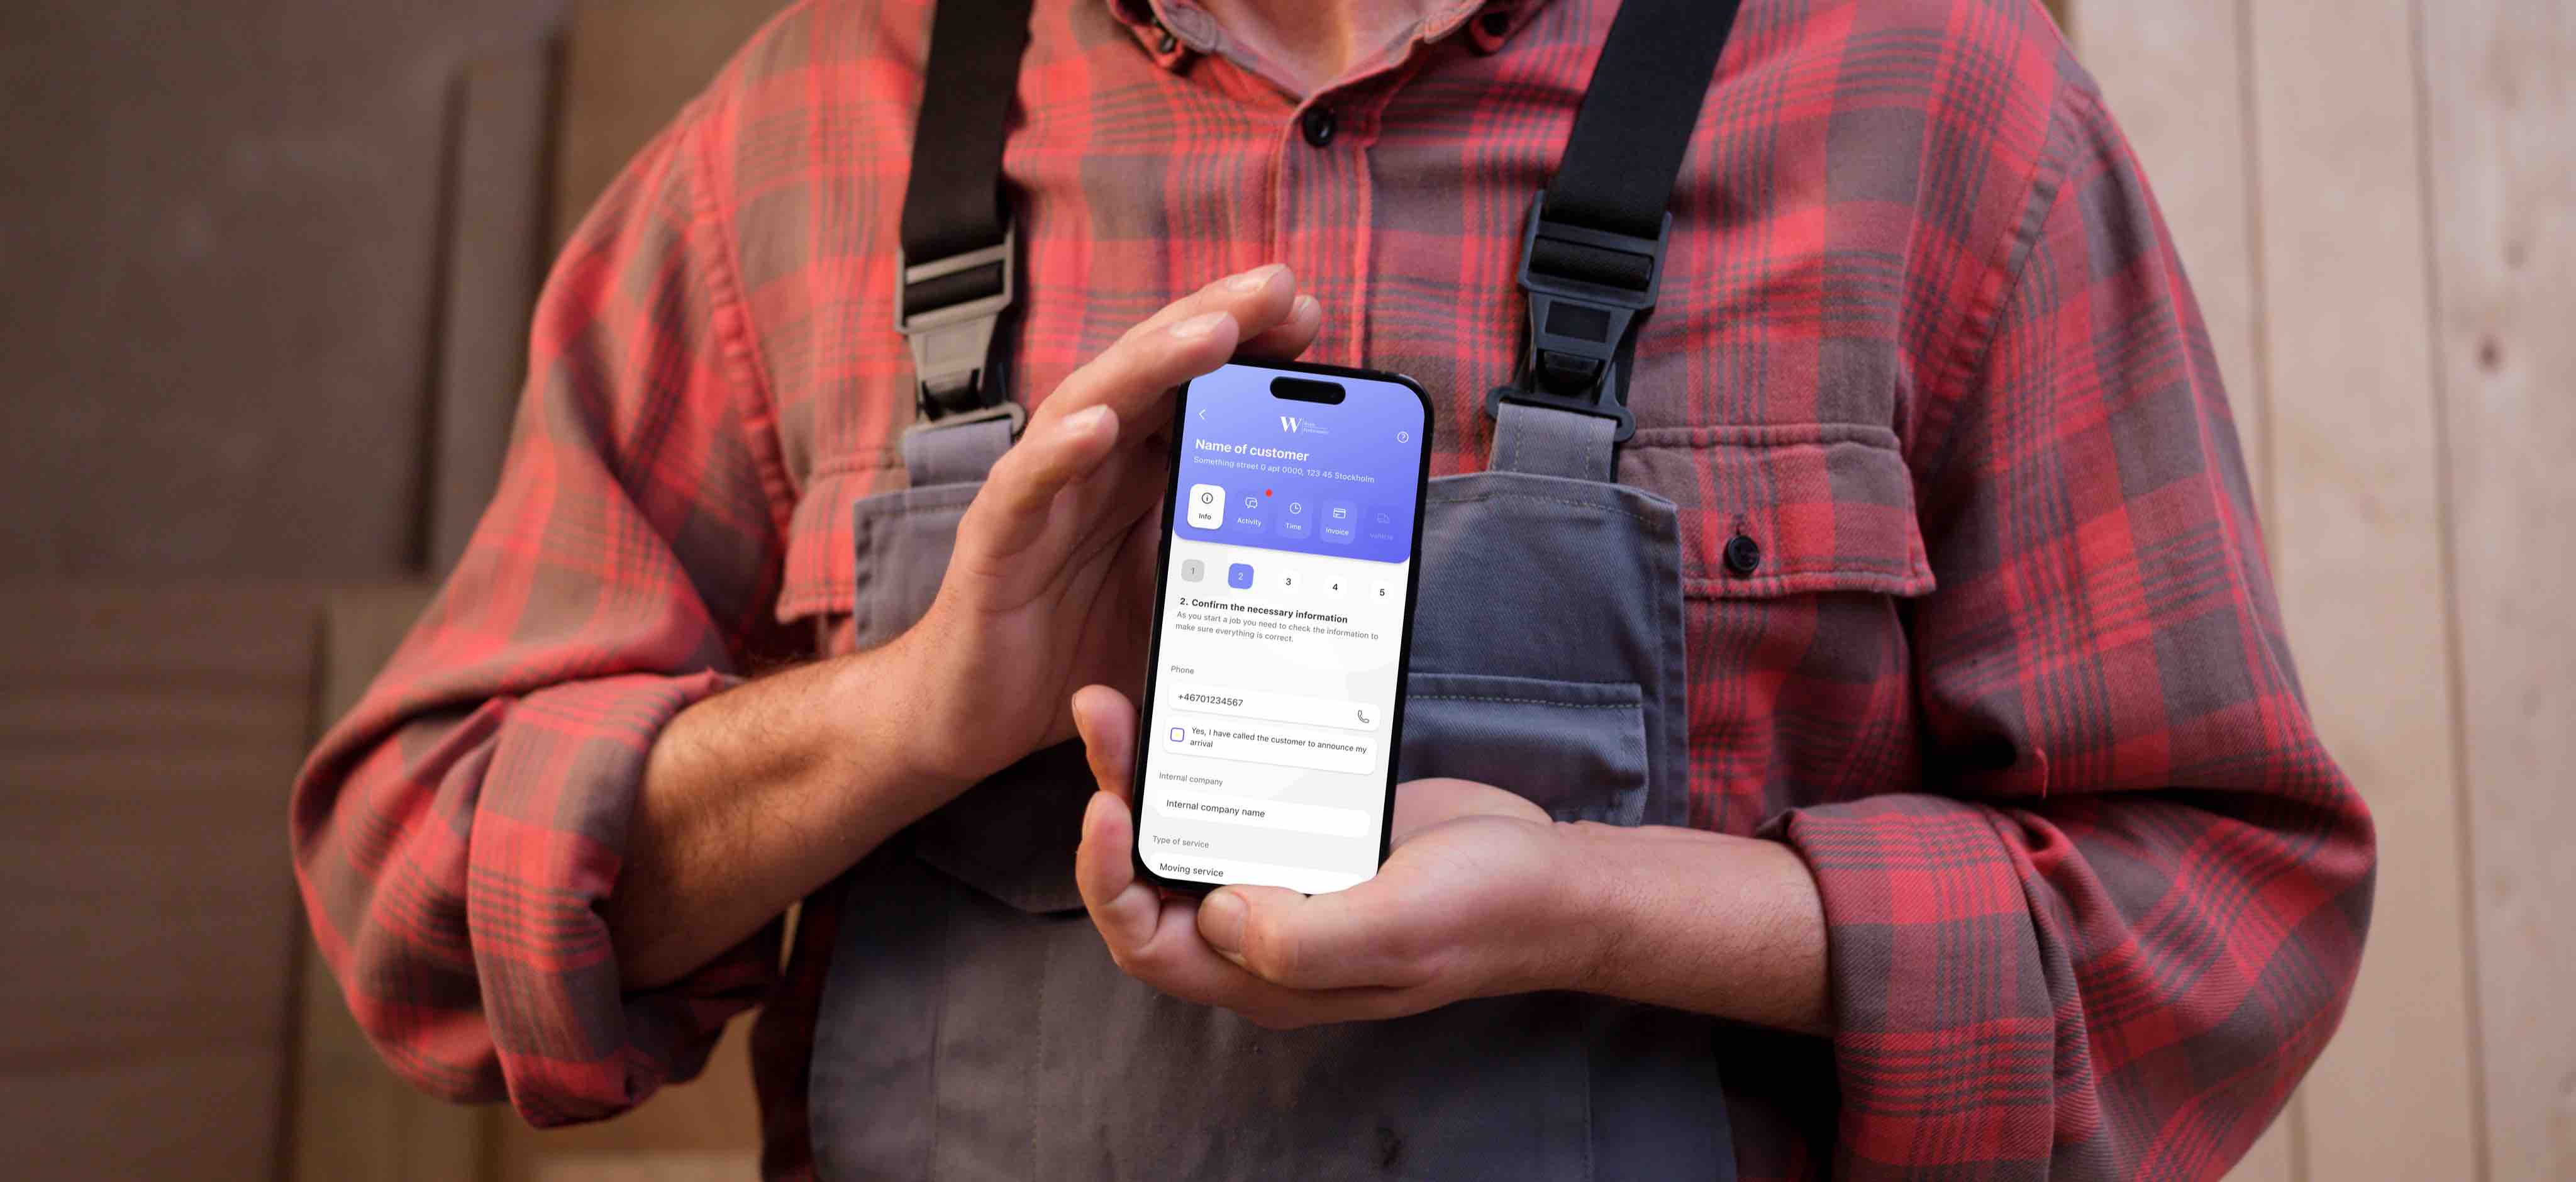 W
Name of customer
Something street 0 apt 0000, 123 45 Stockholm
Info
Activity
Time
Invoice
Vehicle
1 2 3 4 5
2. Confirm the necessary information
As you start a job you need to check the information to
make sure everything is correct.
Phone
+46701234567
Yes, I have called the customer to announce my
arrival
Internal company
Internal company name
Type of service
Moving service